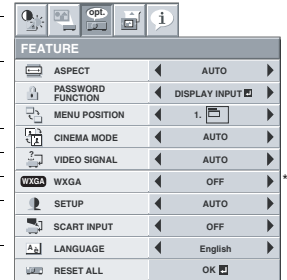 opt.
i
FEATURE
ASPECT AUTO
PASSWORD FUNCTION DISPLAY INPUT
MENU POSITION 1.
CINEMA MODE AUTO
VIDEO SIGNAL AUTO
WXGA WXGA OFF *
SETUP AUTO
SCART INPUT OFF
A LANGUAGE English
RESET ALL OK